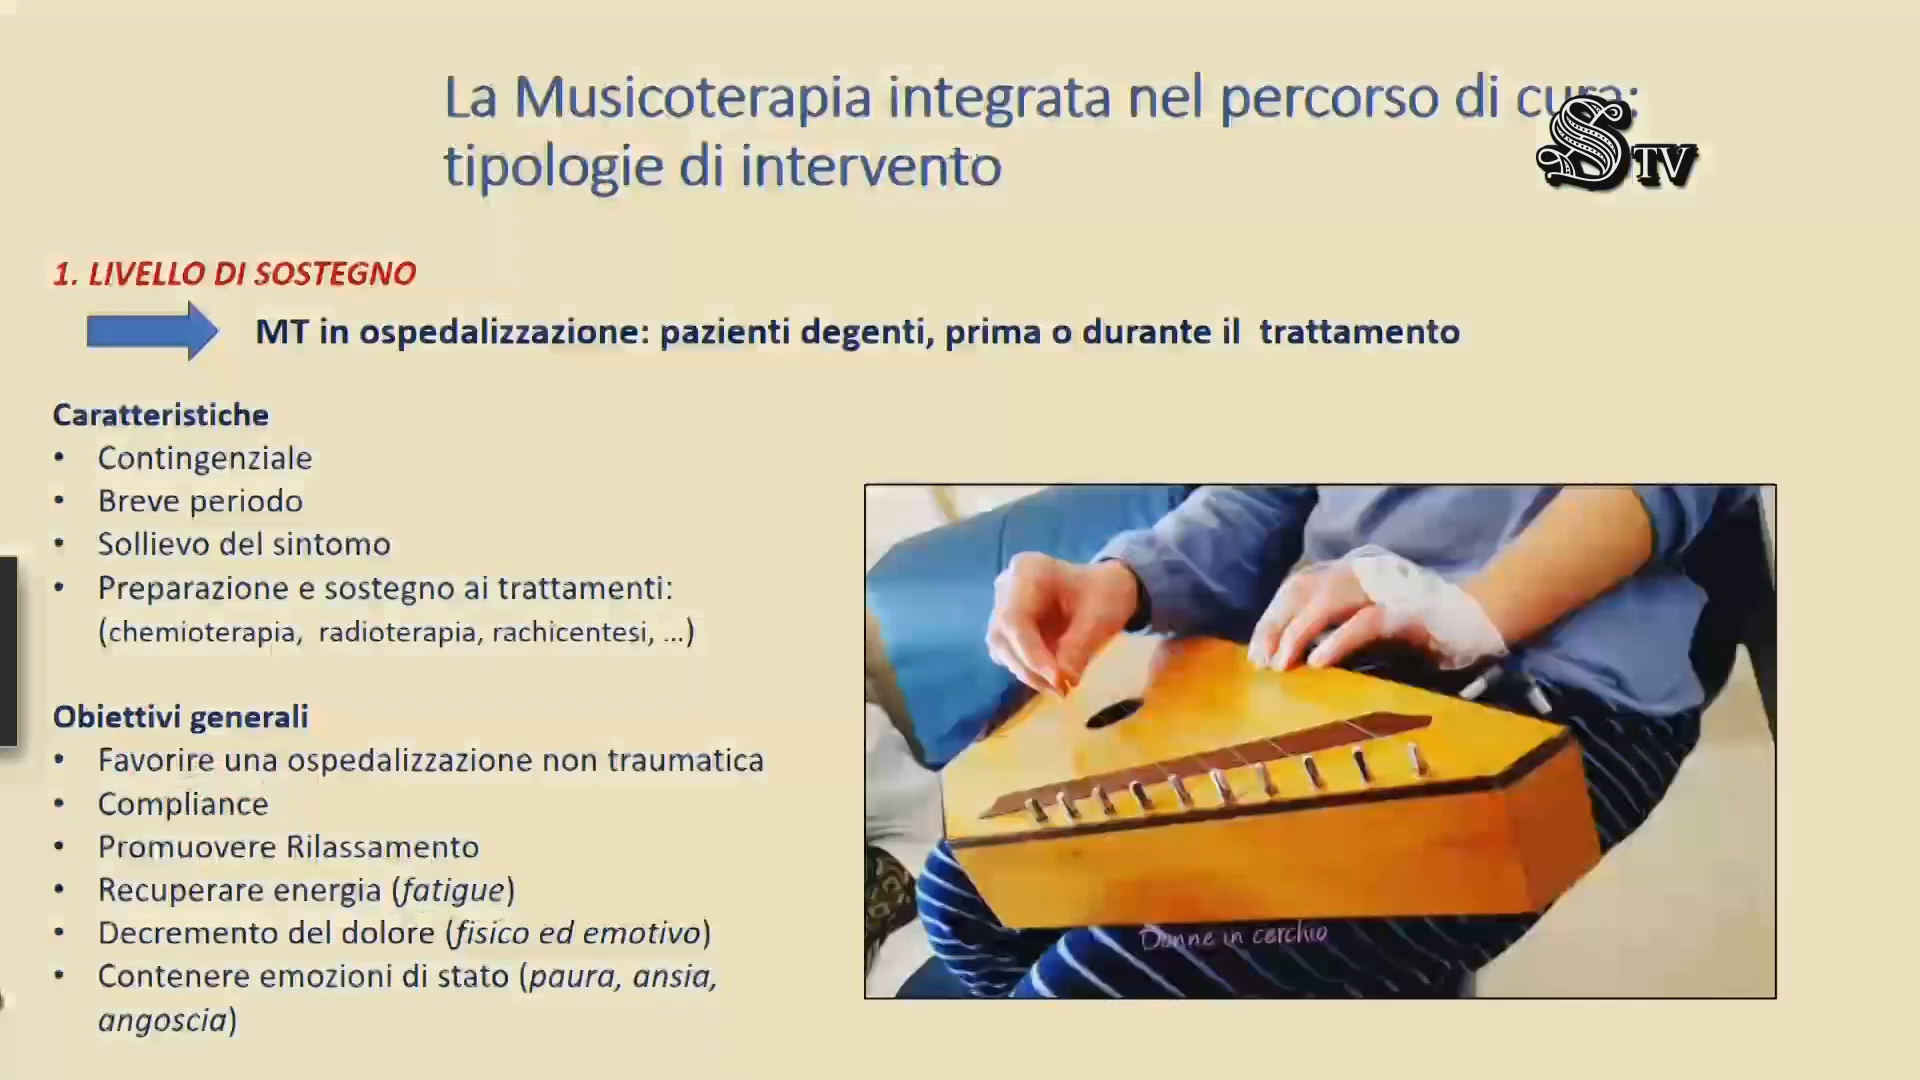 La Musicoterapia integrata nel percorso di cura:
tipologie di intervento
S TV
1. LIVELLO DI SOSTEGNO
MT in ospedalizzazione: pazienti degenti, prima o durante il trattamento
Caratteristiche
• Contingenziale
• Breve periodo
• Sollievo del sintomo
• Preparazione e sostegno ai trattamenti:
(chemioterapia, radioterapia, rachicentesi, ...)
Obiettivi generali
• Favorire una ospedalizzazione non traumatica
• Compliance
• Promuovere Rilassamento
• Recuperare energia (fatigue)
• Decremento del dolore (fisico ed emotivo)
• Contenere emozioni di stato (paura, ansia,
angoscia)
Donne in cerchio